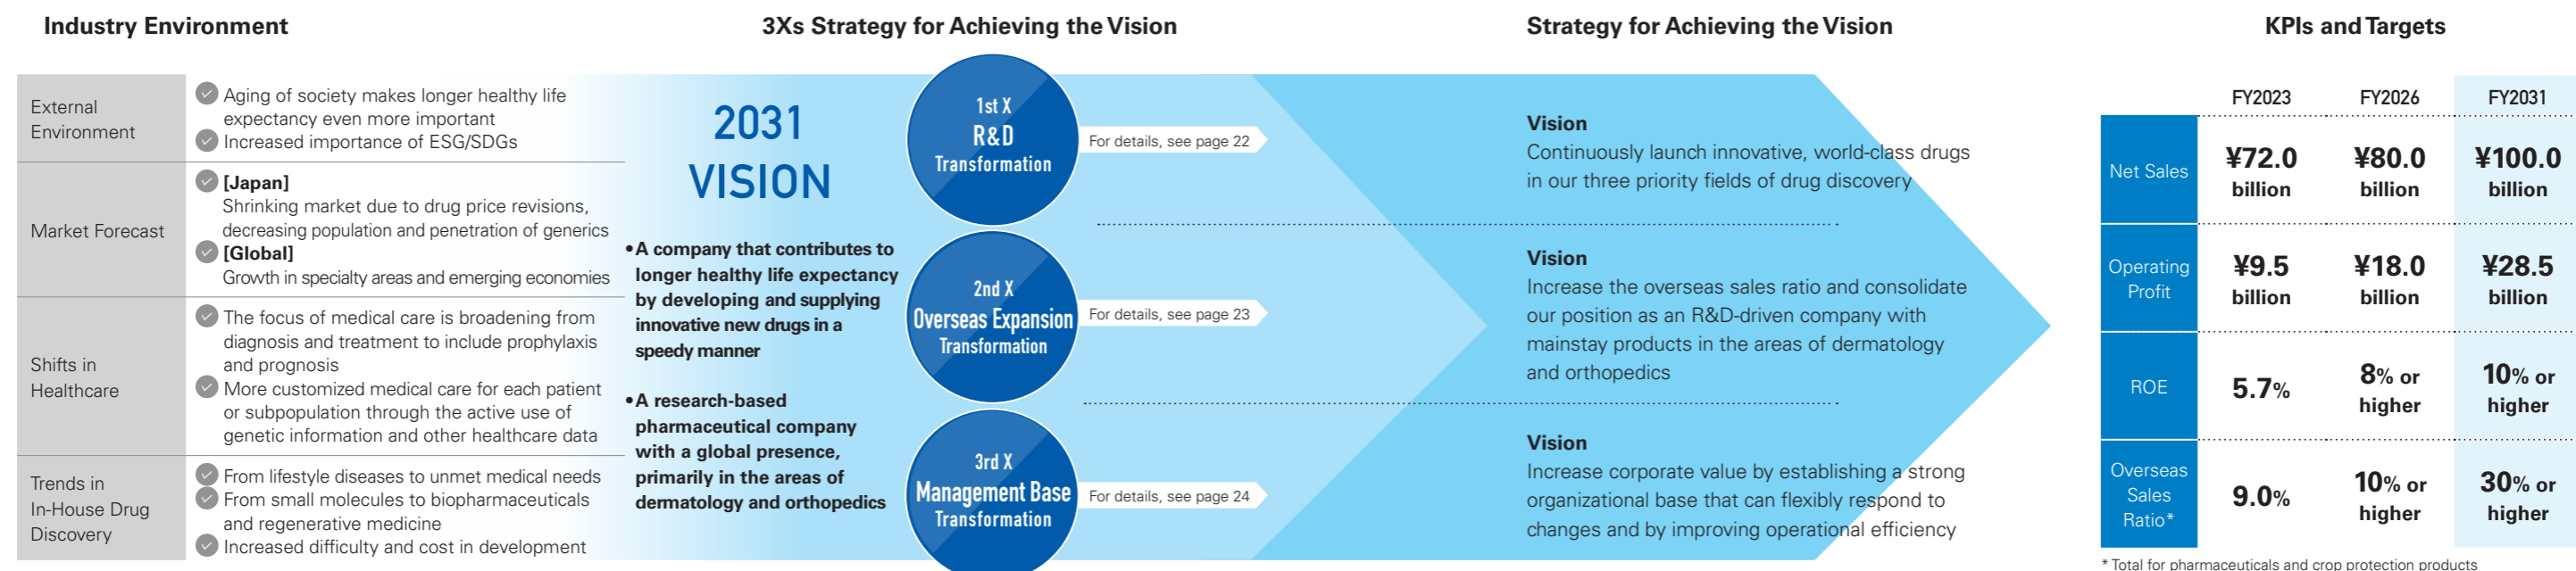 Industry Environment
External
Environment
Aging of society makes longer healthy life
expectancy even more important
Increased importance of ESG/SDGs
Market Forecast
[Japan]
Shrinking market due to drug price revisions,
decreasing population and penetration of generics
[Global]
Growth in specialty areas and emerging economies
Shifts in
Healthcare
The focus of medical care is broadening from
diagnosis and treatment to include prophylaxis
and prognosis
More customized medical care for each patient
or subpopulation through the active use of
genetic information and other healthcare data
Trends in
In-House Drug
Discovery
From lifestyle diseases to unmet medical needs
From small molecules to biopharmaceuticals
and regenerative medicine
Increased difficulty and cost in development
3Xs Strategy for Achieving the Vision
2031
VISION
•A company that contributes to
longer healthy life expectancy
by developing and supplying
innovative new drugs in a
speedy manner
•A research-based
pharmaceutical company
with a global presence,
primarily in the areas of
dermatology and orthopedics
1st X
R&D
Transformation
For details, see page 22
2nd X
Overseas Expansion
Transformation
For details, see page 23
3rd X
Management Base
Transformation
For details, see page 24
Strategy for Achieving the Vision
Vision
Continuously launch innovative, world-class drugs
in our three priority fields of drug discovery
Vision
Increase the overseas sales ratio and consolidate
our position as an R&D-driven company with
mainstay products in the areas of dermatology
and orthopedics
Vision
Increase corporate value by establishing a strong
organizational base that can flexibly respond to
changes and by improving operational efficiency
KPIs and Targets
FY2023 FY2026 FY2031
Net Sales
¥72.0 ¥80.0 ¥100.0
billion billion billion
Operating
Profit
¥9.5 ¥18.0 ¥28.5
billion billion billion
ROE
5.7%
8% or
higher
10% or
higher
Overseas
Sales
Ratio*
9.0%
10% or
higher
30% or
higher
* Total for pharmaceuticals and crop protection products